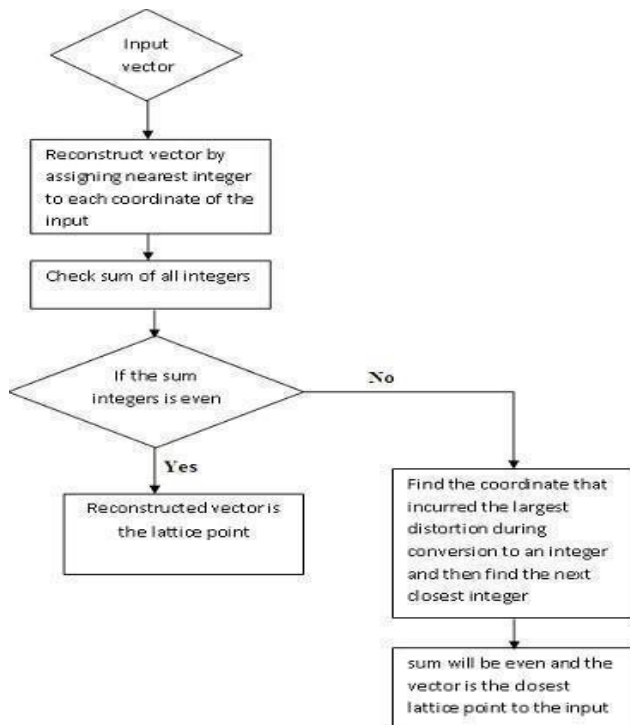 Input
vector
Reconstruct vector by
assigning nearest integer
to each coordinate of the
input
Check sum of all integers
If the sum
integers is even
No
Yes
Reconstructed vector is
the lattice point
Find the coordinate that
incurred the largest
distortion during
conversion to an integer
and then find the next
closest integer
sum will be even and the
vector is the closest
lattice point to the input